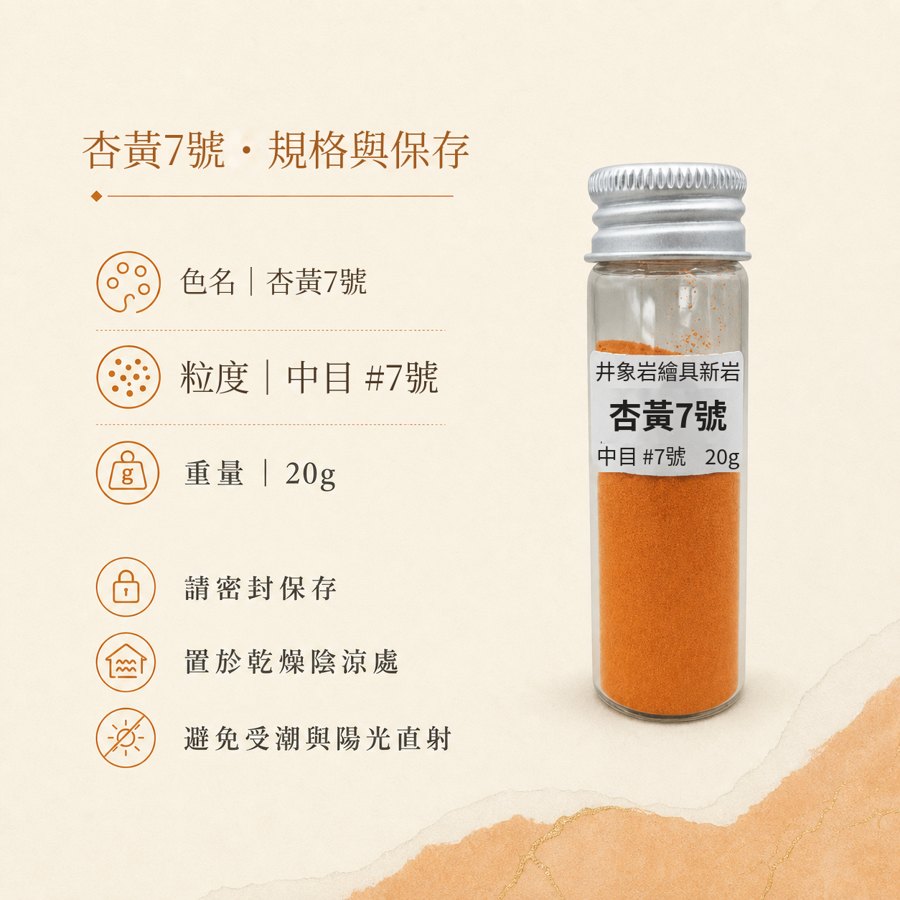 杏黃7號・規格與保存
色名｜杏黃7號
粒度｜中目 #7號
重量｜20g
請密封保存
置於乾燥陰涼處
避免受潮與陽光直射
井象岩繪具新岩
杏黃7號
中目 #7號 20g
g